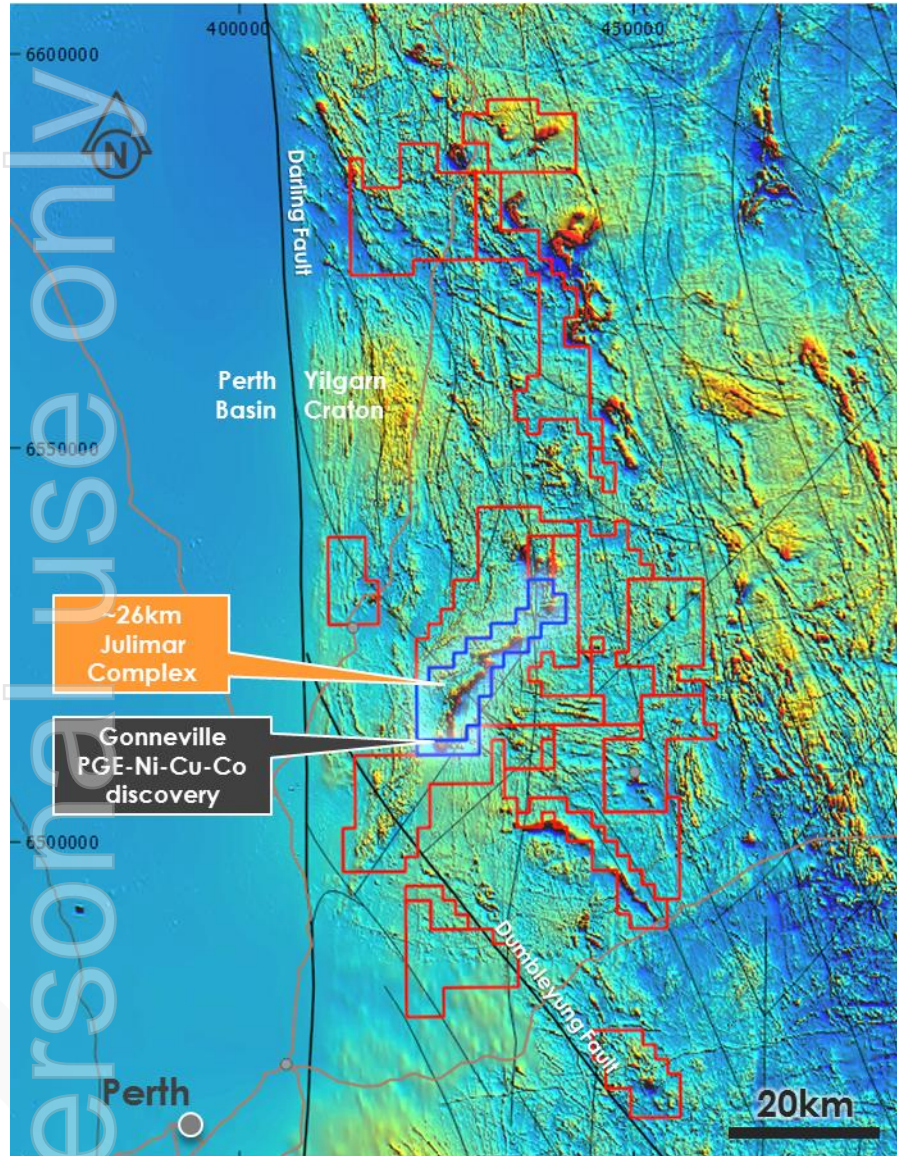 400000
450000
6600000
N
Darling Fault
Perth Yilgarn
Basin Craton
6550000
~26km
Julimar
Complex
Gonneville
PGE-Ni-Cu-Co
discovery
6500000
Dumbleyung Fault
Perth
20km
ersonal use only